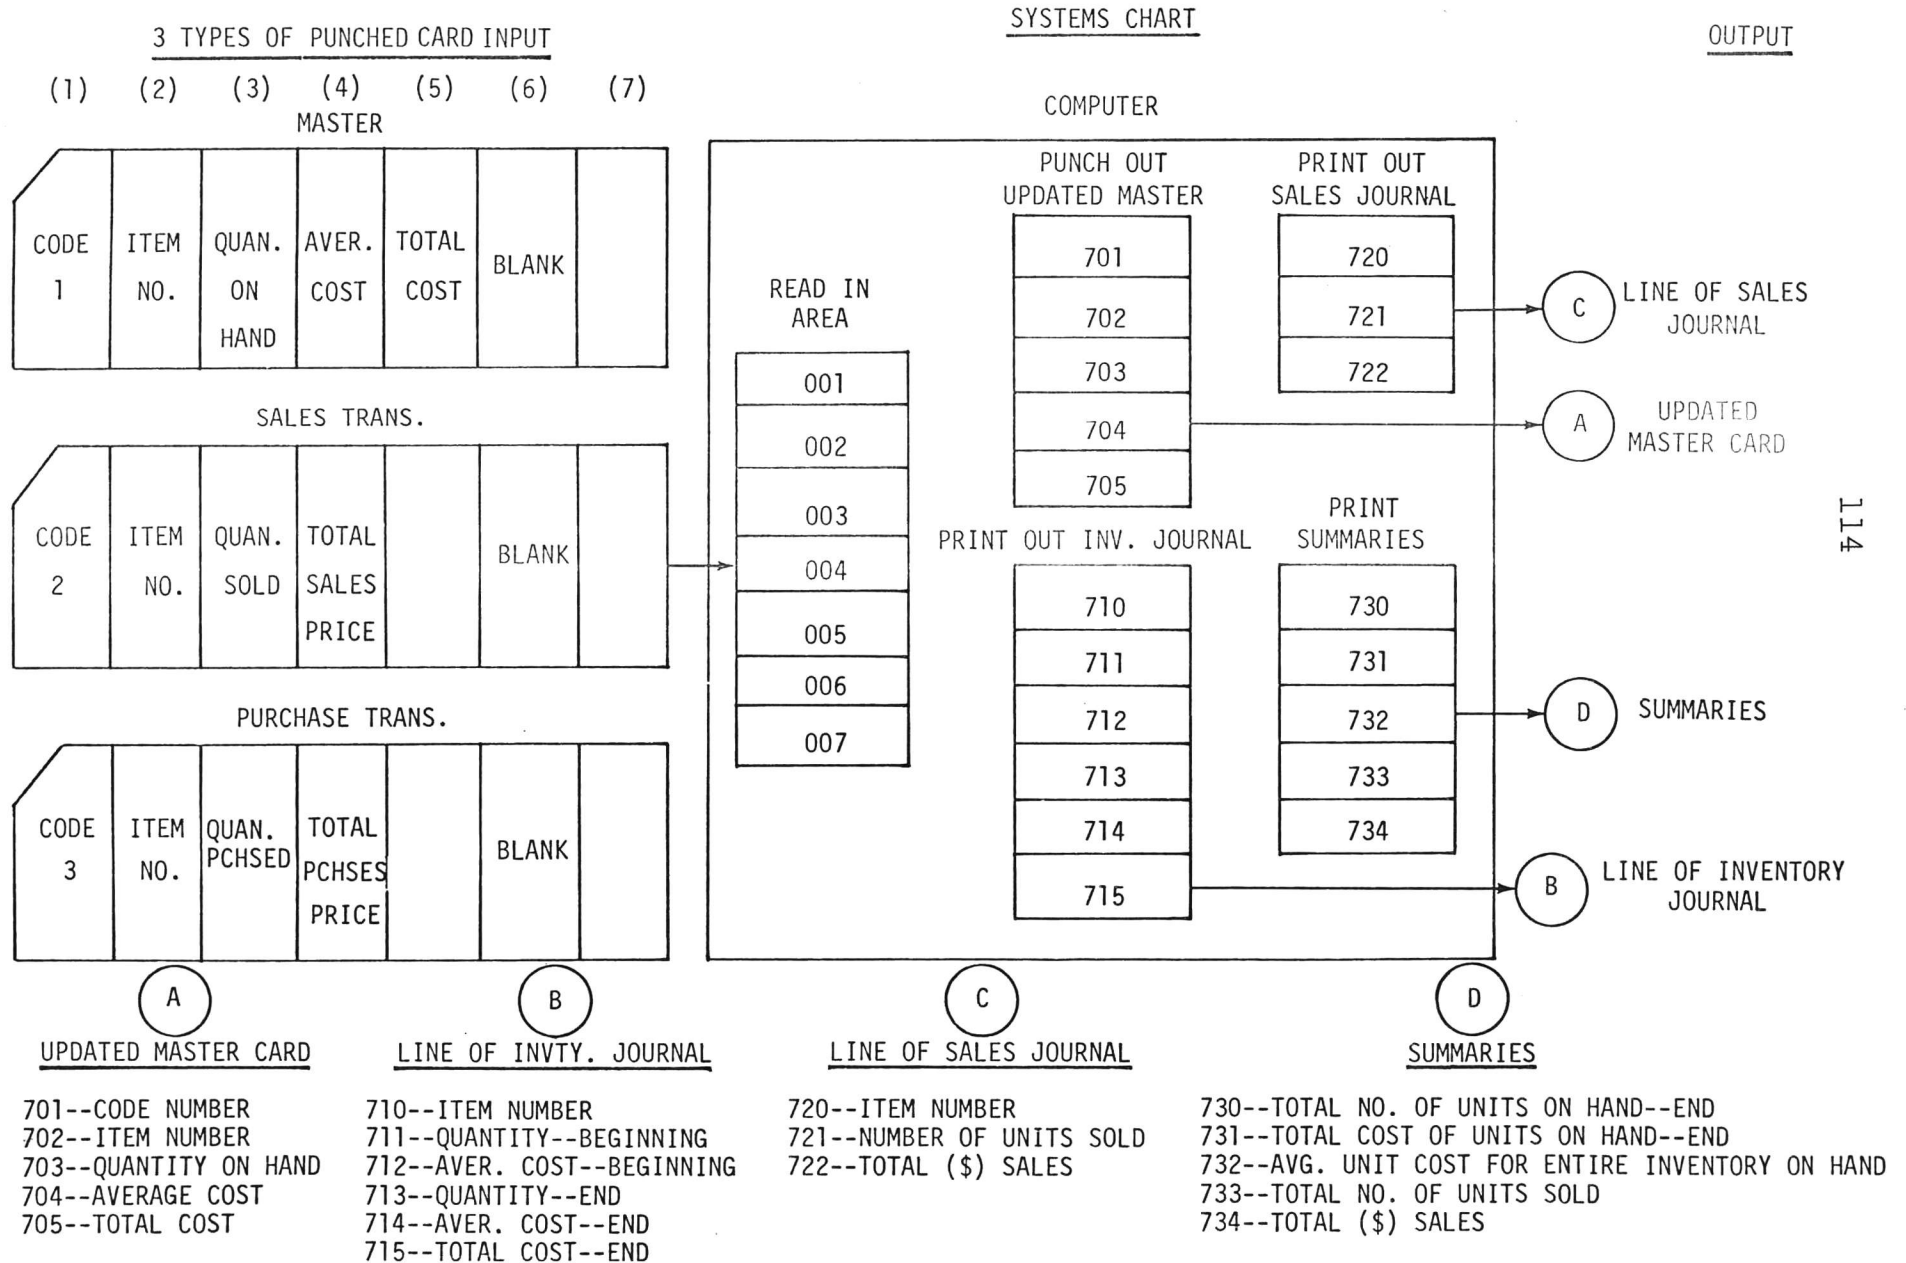 SYSTEMS CHART
3 TYPES OF PUNCHED CARD INPUT
OUTPUT
(1) (2) (3) (4) (5) (6) (7)
MASTER
CODE
1
ITEM
NO.
QUAN.
ON
HAND
AVER.
COST
TOTAL
COST
BLANK
SALES TRANS.
CODE
2
ITEM
NO.
QUAN.
SOLD
TOTAL
SALES
PRICE
BLANK
PURCHASE TRANS.
CODE
3
ITEM
NO.
QUAN.
PCHSED
TOTAL
PCHSES
PRICE
BLANK
COMPUTER
READ IN
AREA
001
002
003
004
005
006
007
PUNCH OUT
UPDATED MASTER
701
702
703
704
705
PRINT OUT INV. JOURNAL
710
711
712
713
714
715
PRINT OUT
SALES JOURNAL
720
721
722
PRINT
SUMMARIES
730
731
732
733
734
C
LINE OF SALES
JOURNAL
A
UPDATED
MASTER CARD
D
SUMMARIES
B
LINE OF INVENTORY
JOURNAL
114
A
UPDATED MASTER CARD
701--CODE NUMBER
702--ITEM NUMBER
703--QUANTITY ON HAND
704--AVERAGE COST
705--TOTAL COST
B
LINE OF INVTY. JOURNAL
710--ITEM NUMBER
711--QUANTITY--BEGINNING
712--AVER. COST--BEGINNING
713--QUANTITY--END
714--AVER. COST--END
715--TOTAL COST--END
C
LINE OF SALES JOURNAL
720--ITEM NUMBER
721--NUMBER OF UNITS SOLD
722--TOTAL ($) SALES
D
SUMMARIES
730--TOTAL NO. OF UNITS ON HAND--END
731--TOTAL COST OF UNITS ON HAND--END
732--AVG. UNIT COST FOR ENTIRE INVENTORY ON HAND
733--TOTAL NO. OF UNITS SOLD
734--TOTAL ($) SALES